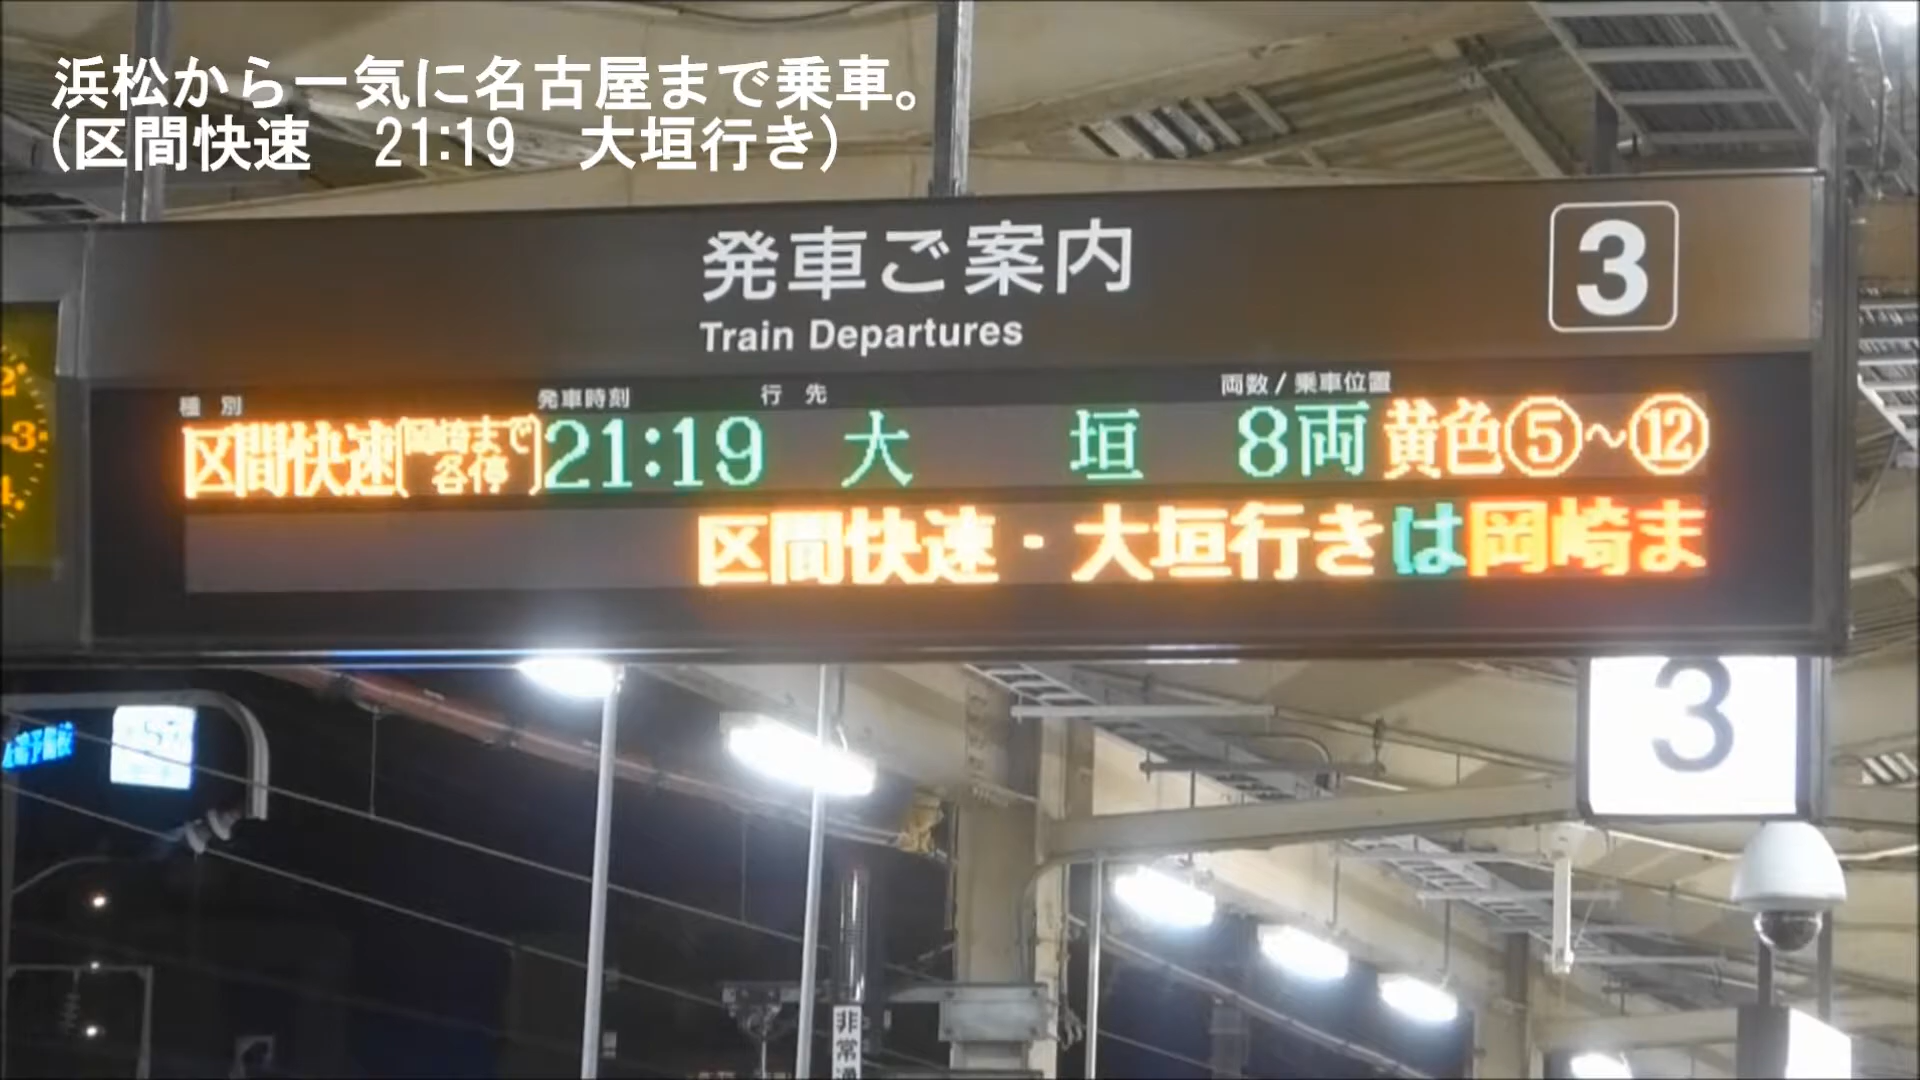 浜松から一気に名古屋まで乗車。
(区間快速　21:19　大垣行き)
発車ご案内
3
Train Departures
種別 発車時刻 行先 両数/乗車位置
区間快速(岡崎まで各停) 21:19 大垣 8両 黄色⑤～⑫
区間快速・大垣行きは岡崎ま
3
2
3
4
非常